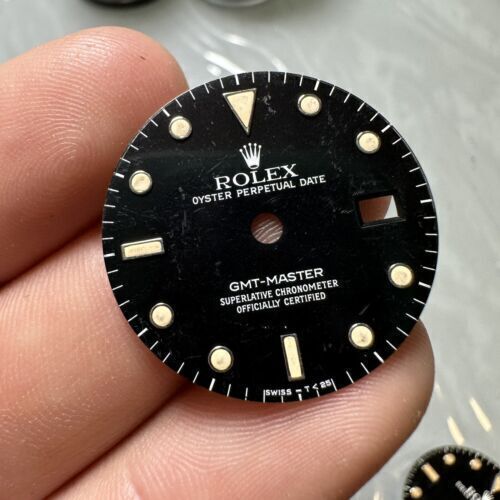 ROLEX
OYSTER PERPETUAL DATE
GMT-MASTER
SUPERLATIVE CHRONOMETER
OFFICIALLY CERTIFIED
SWISS - T < 25